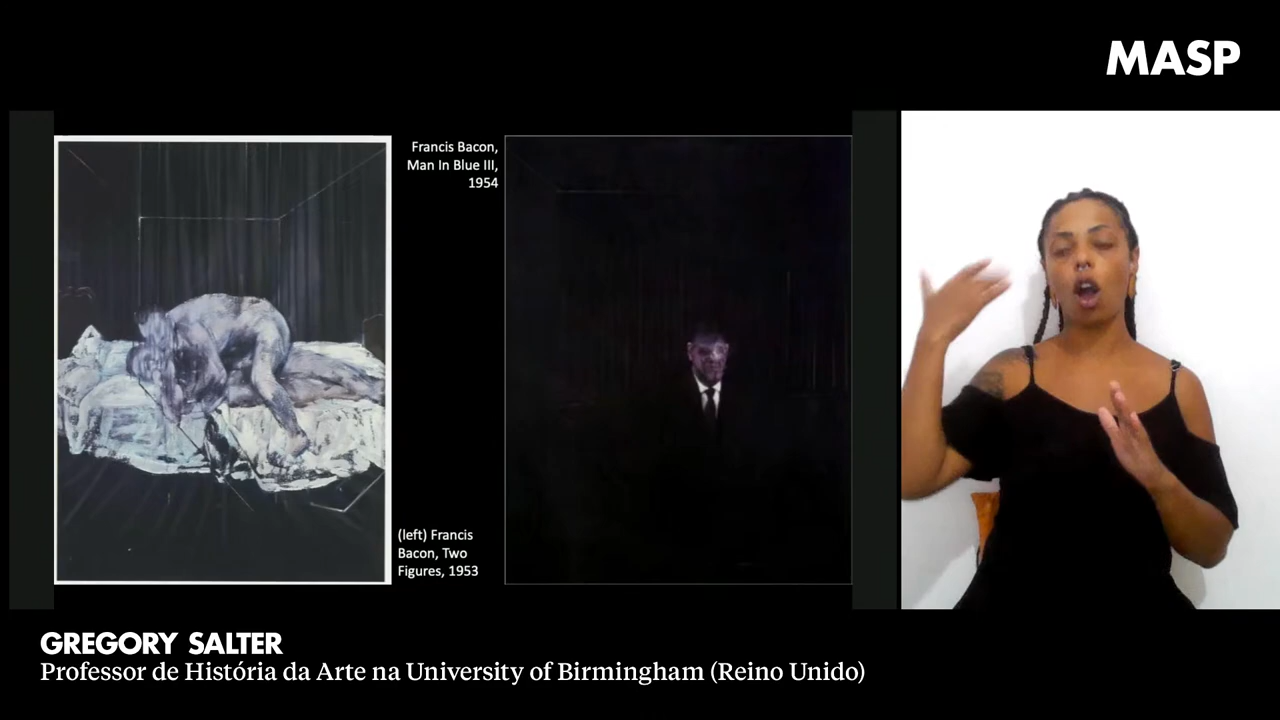 MASP
Francis Bacon,
Man In Blue III,
1954
(left) Francis
Bacon, Two
Figures, 1953
GREGORY SALTER
Professor de História da Arte na University of Birmingham (Reino Unido)